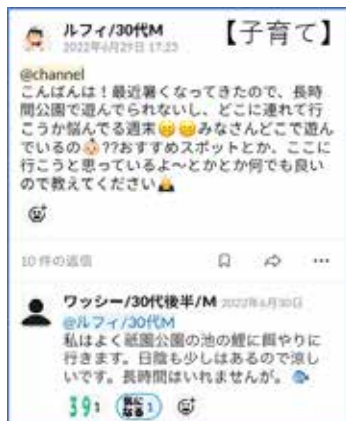 ルフィ/30代M
【子育て】
2022年6月29日 17:23
@channel
こんばんは！最近暑くなってきたので、長時
間公園で遊んでられないし、どこに連れて行
こうか悩んでる週末😥😥みなさんどこで遊ん
でいるの👶??おすすめスポットとか、ここに
行こうと思っているよ〜とかとか何でも良い
ので教えてください🙇
10 件の返信
ワッシー/30代後半/M 2022年6月30日
@ルフィ/30代M
私はよく祇園公園の池の鯉に餌やりに
行きます。日陰も少しはあるので涼し
いです。長時間はいれませんが。🐟
391 気になる 1